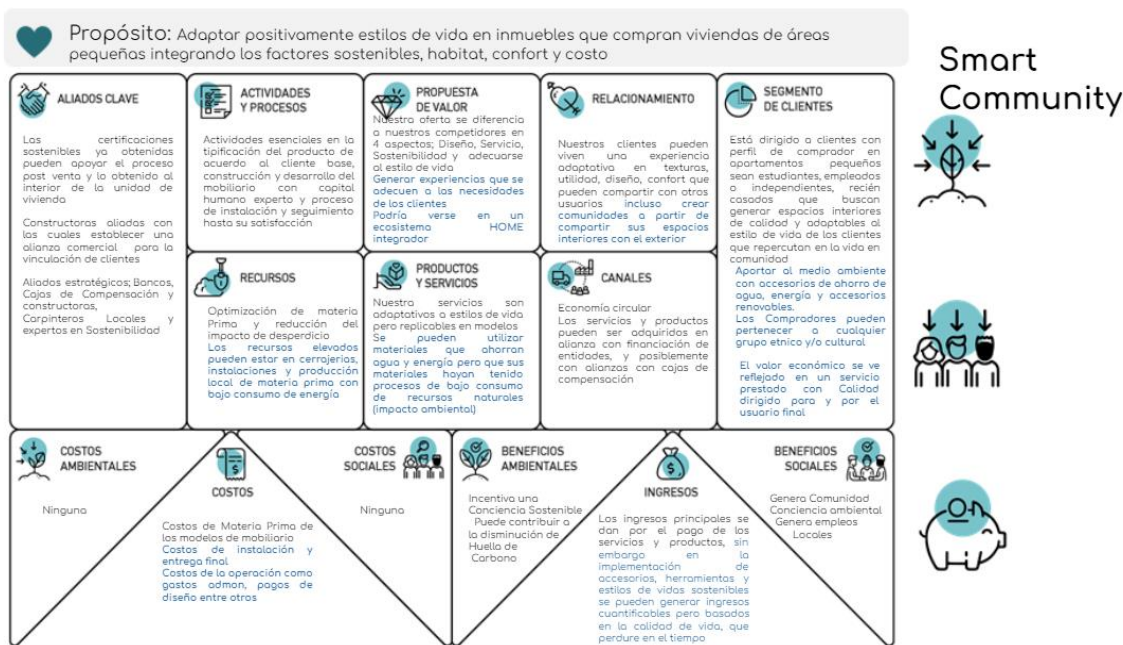 Propósito: Adaptar positivamente estilos de vida en inmuebles que compran viviendas de áreas
pequeñas integrando los factores sostenibles, habitat, confort y costo
Smart
Community
ALIADOS CLAVE
Las certificaciones
sostenibles ya obtenidas
pueden apoyar el proceso
post venta y lo obtenido al
interior de la unidad de
vivienda
Constructoras aliadas con
las cuales establecer una
alianza comercial para la
vinculación de clientes
Aliados estratégicos; Bancos,
Cajas de Compensación y
constructoras,
Carpinteros Locales y
expertos en Sostenibilidad
ACTIVIDADES
Y PROCESOS
Actividades esenciales en la
tipificación del producto de
acuerdo al cliente base,
construcción y desarrollo del
mobiliario con capital
humano experto y proceso
de instalación y seguimiento
hasta su satisfacción
RECURSOS
Optimización de materia
Prima y reducción del
impacto de desperdicio
Los recursos elevados
pueden estar en cerrajerias,
instalaciones y producción
local de materia prima con
bajo consumo de energía
PROPUESTA
DE VALOR
Nuestra oferta se diferencia
a nuestros competidores en
4 aspectos; Diseño, Servicio,
Sostenibilidad y adecuarse
al estilo de vida
Generar experiencias que se
adecuen a las necesidades
de los clientes
Podría verse en un
ecosistema HOME
integrador
PRODUCTOS
Y SERVICIOS
Nuestra servicios son
adaptativos a estilos de vida
pero replicables en modelos
Se pueden utilizar
materiales que ahorran
agua y energía pero que sus
materiales hayan tenido
procesos de bajo consumo
de recursos naturales
(impacto ambiental)
RELACIONAMIENTO
Nuestros clientes pueden
viven una experiencia
adaptativa en texturas,
utilidad, diseño, confort que
pueden compartir con otros
usuarios incluso crear
comunidades a partir de
compartir sus espacios
interiores con el exterior
CANALES
Economía circular
Los servicios y productos
pueden ser adquiridos en
alianza con financiación de
entidades, y posiblemente
con alianzas con cajas de
compensación
SEGMENTO
DE CLIENTES
Está dirigido a clientes con
perfil de comprador en
apartamentos pequeños
sean estudiantes, empleados
o independientes, recién
casados que buscan
generar espacios interiores
de calidad y adaptables al
estilo de vida de los clientes
que repercutan en la vida en
comunidad
Aportar al medio ambiente
con accesorios de ahorro de
agua, energía y accesorios
renovables.
Los Compradores pueden
pertenecer a cualquier
grupo etnico y/o cultural
El valor económico se ve
reflejado en un servicio
prestado con Calidad
dirigido para y por el
usuario final
COSTOS
AMBIENTALES
Ninguna
COSTOS
Costos de Materia Prima de
los modelos de mobiliario
Costos de instalación y
entrega final
Costos de la operación como
gastos admon, pagos de
diseño entre otros
COSTOS
SOCIALES
Ninguna
BENEFICIOS
AMBIENTALES
Incentiva una
Conciencia Sostenible
Puede contribuir a
la disminución de
Huella de
Carbono
INGRESOS
Los ingresos principales se
dan por el pago de los
servicios y productos, sin
embargo en la
implementación de
accesorios, herramientas y
estilos de vidas sostenibles
se pueden generar ingresos
cuantificables pero basados
en la calidad de vida, que
perdure en el tiempo
BENEFICIOS
SOCIALES
Genera Comunidad
Conciencia ambiental
Genera empleos
Locales